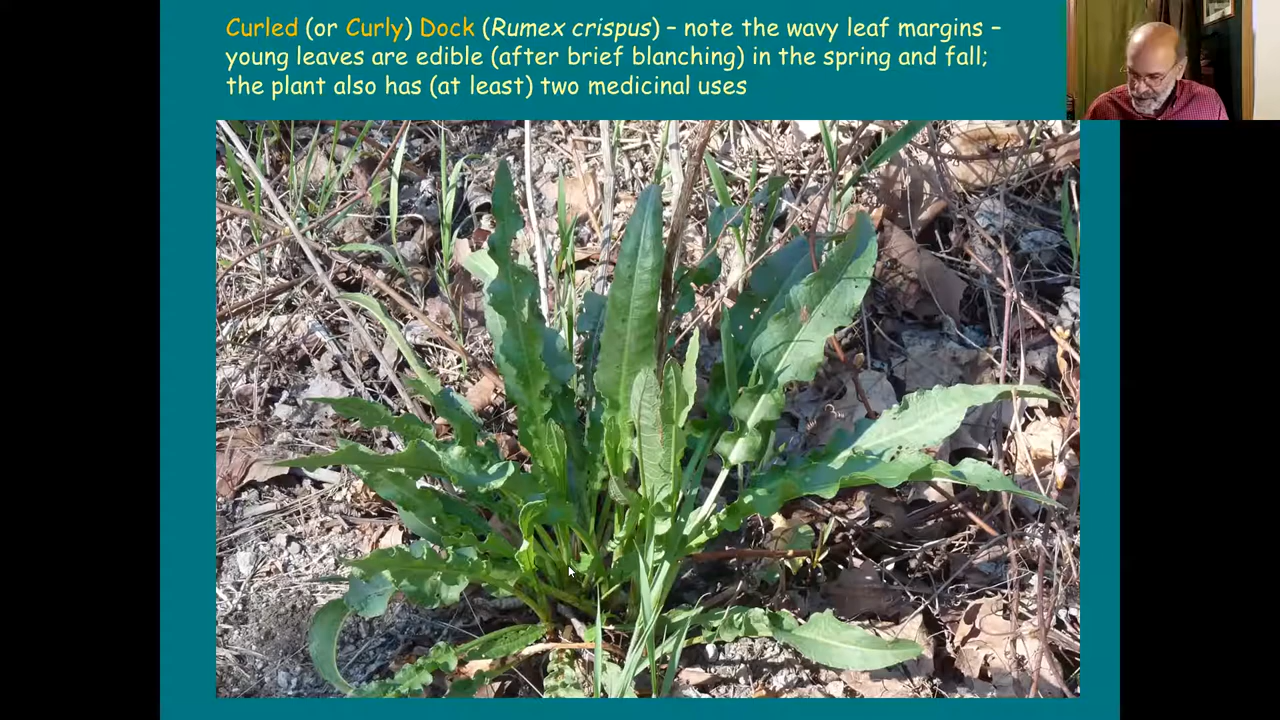 Curled (or Curly) Dock (Rumex crispus) – note the wavy leaf margins –
young leaves are edible (after brief blanching) in the spring and fall;
the plant also has (at least) two medicinal uses